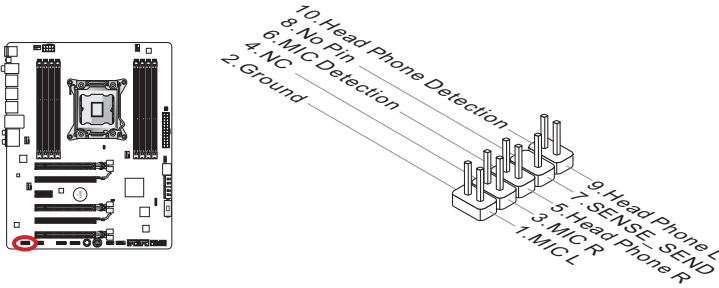 10.Head Phone Detection
8.No Pin
6.MIC Detection
4.NC
2.Ground
9.Head Phone L
7.SENSE_SEND
5.Head Phone R
3.MIC R
1.MIC L